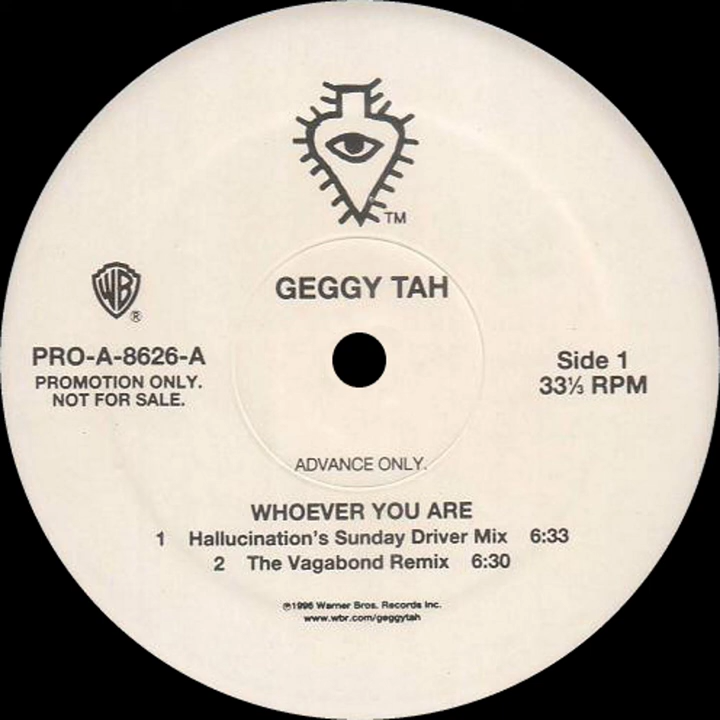 TM
GEGGY TAH
WB
®
PRO-A-8626-A
PROMOTION ONLY.
NOT FOR SALE.
Side 1
33⅓ RPM
ADVANCE ONLY.
WHOEVER YOU ARE
1 Hallucination's Sunday Driver Mix 6:33
2 The Vagabond Remix 6:30
℗1996 Warner Bros. Records Inc.
www.wbr.com/geggytah